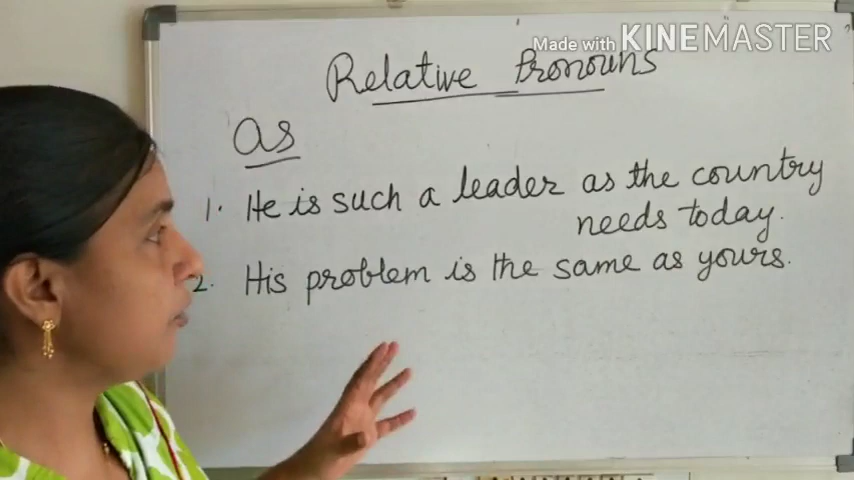 Made with KINEMASTER
Relative Pronouns
as
1. He is such a leader as the country
needs today.
2. His problem is the same as yours.